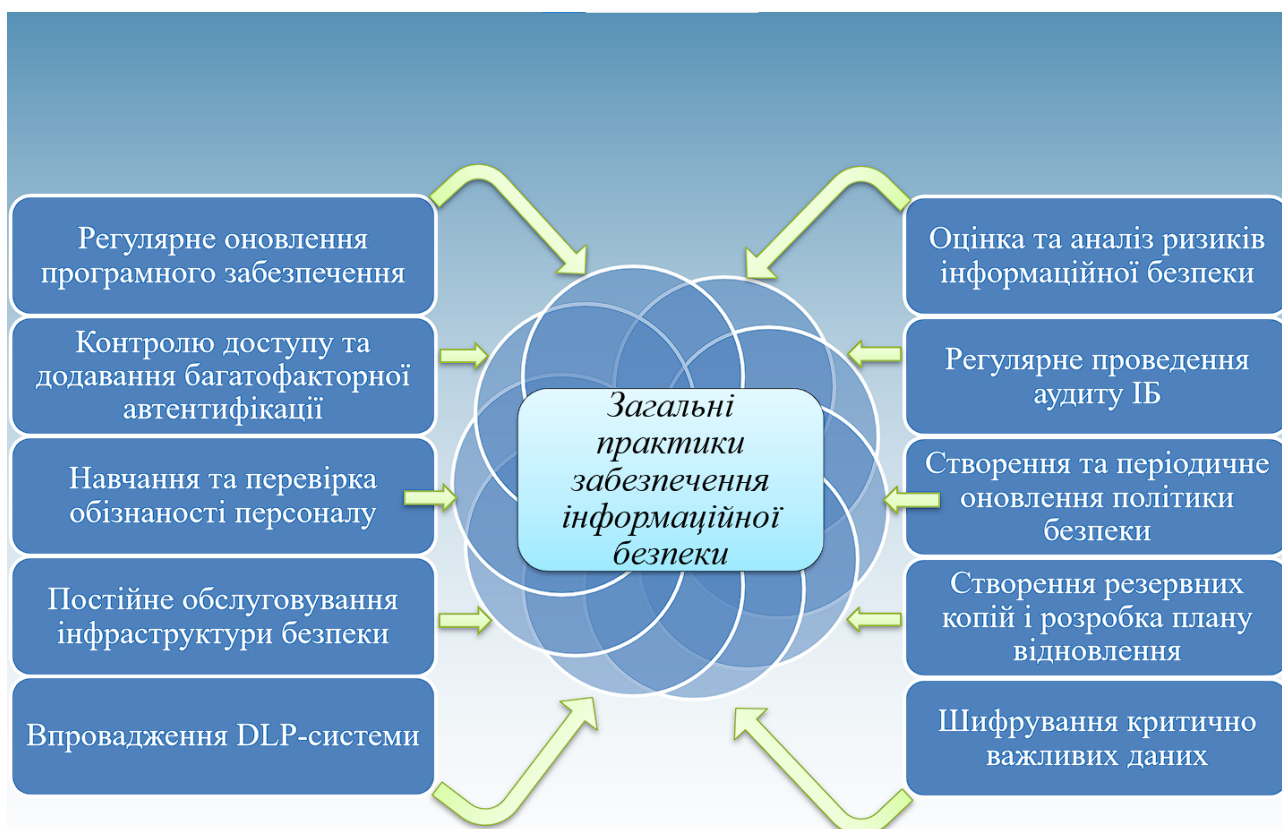 Регулярне оновлення
програмного забезпечення
Контролю доступу та
додавання багатофакторної
автентифікації
Навчання та перевірка
обізнаності персоналу
Постійне обслуговування
інфраструктури безпеки
Впровадження DLP-системи
Загальні
практики
забезпечення
інформаційної
безпеки
Оцінка та аналіз ризиків
інформаційної безпеки
Регулярне проведення
аудиту ІБ
Створення та періодичне
оновлення політики
безпеки
Створення резервних
копій і розробка плану
відновлення
Шифрування критично
важливих даних